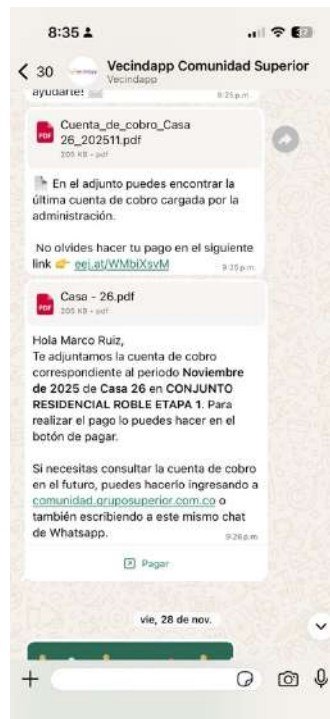 8:35
30
Vecindapp Comunidad Superior
Vecindapp
ayudarte!
8:25 p.m.
PDF
Cuenta_de_cobro_Casa
26_202511.pdf
205 KB • pdf
En el adjunto puedes encontrar la
última cuenta de cobro cargada por la
administración.
No olvides hacer tu pago en el siguiente
link 👉 eei.at/WMbiXsvM
PDF
Casa - 26.pdf
205 KB • pdf
Hola Marco Ruiz,
Te adjuntamos la cuenta de cobro
correspondiente al periodo Noviembre
de 2025 de Casa 26 en CONJUNTO
RESIDENCIAL ROBLE ETAPA 1. Para
realizar el pago lo puedes hacer en el
botón de pagar.
Si necesitas consultar la cuenta de cobro
en el futuro, puedes hacerlo ingresando a
comunidad.gruposuperior.com.co o
también escribiendo a este mismo chat
de Whatsapp.
9:26 p.m.
Pagar
vie, 28 de nov.